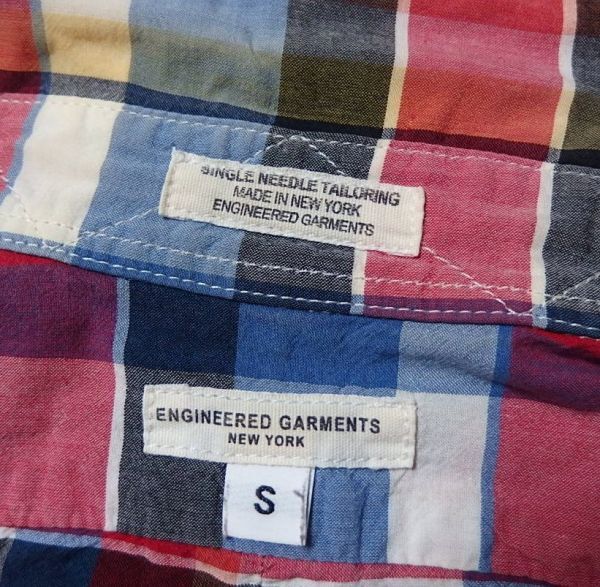 SINGLE NEEDLE TAILORING
MADE IN NEW YORK
ENGINEERED GARMENTS
ENGINEERED GARMENTS
NEW YORK
S